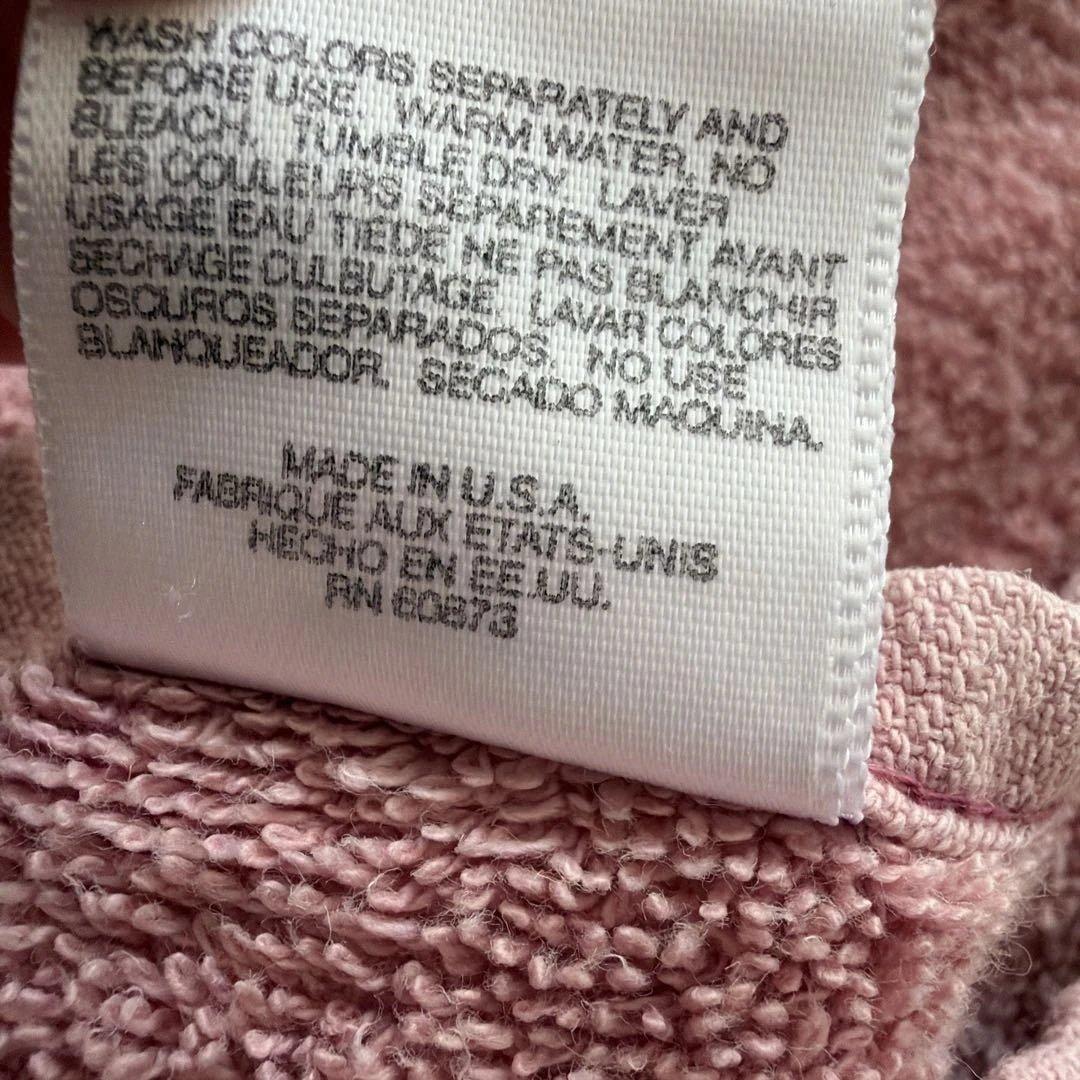 WASH COLORS SEPARATELY AND
BEFORE USE. WARM WATER, NO
BLEACH. TUMBLE DRY. LAVER
LES COULEURS SEPAREMENT AVANT
USAGE EAU TIEDE NE PAS BLANCHIR
SECHAGE CULBUTAGE. LAVAR COLORES
OSCUROS SEPARADOS. NO USE
BLANQUEADOR. SECADO MAQUINA.
MADE IN U.S.A.
FABRIQUE AUX ETATS-UNIS
HECHO EN EE.UU.
RN 60873